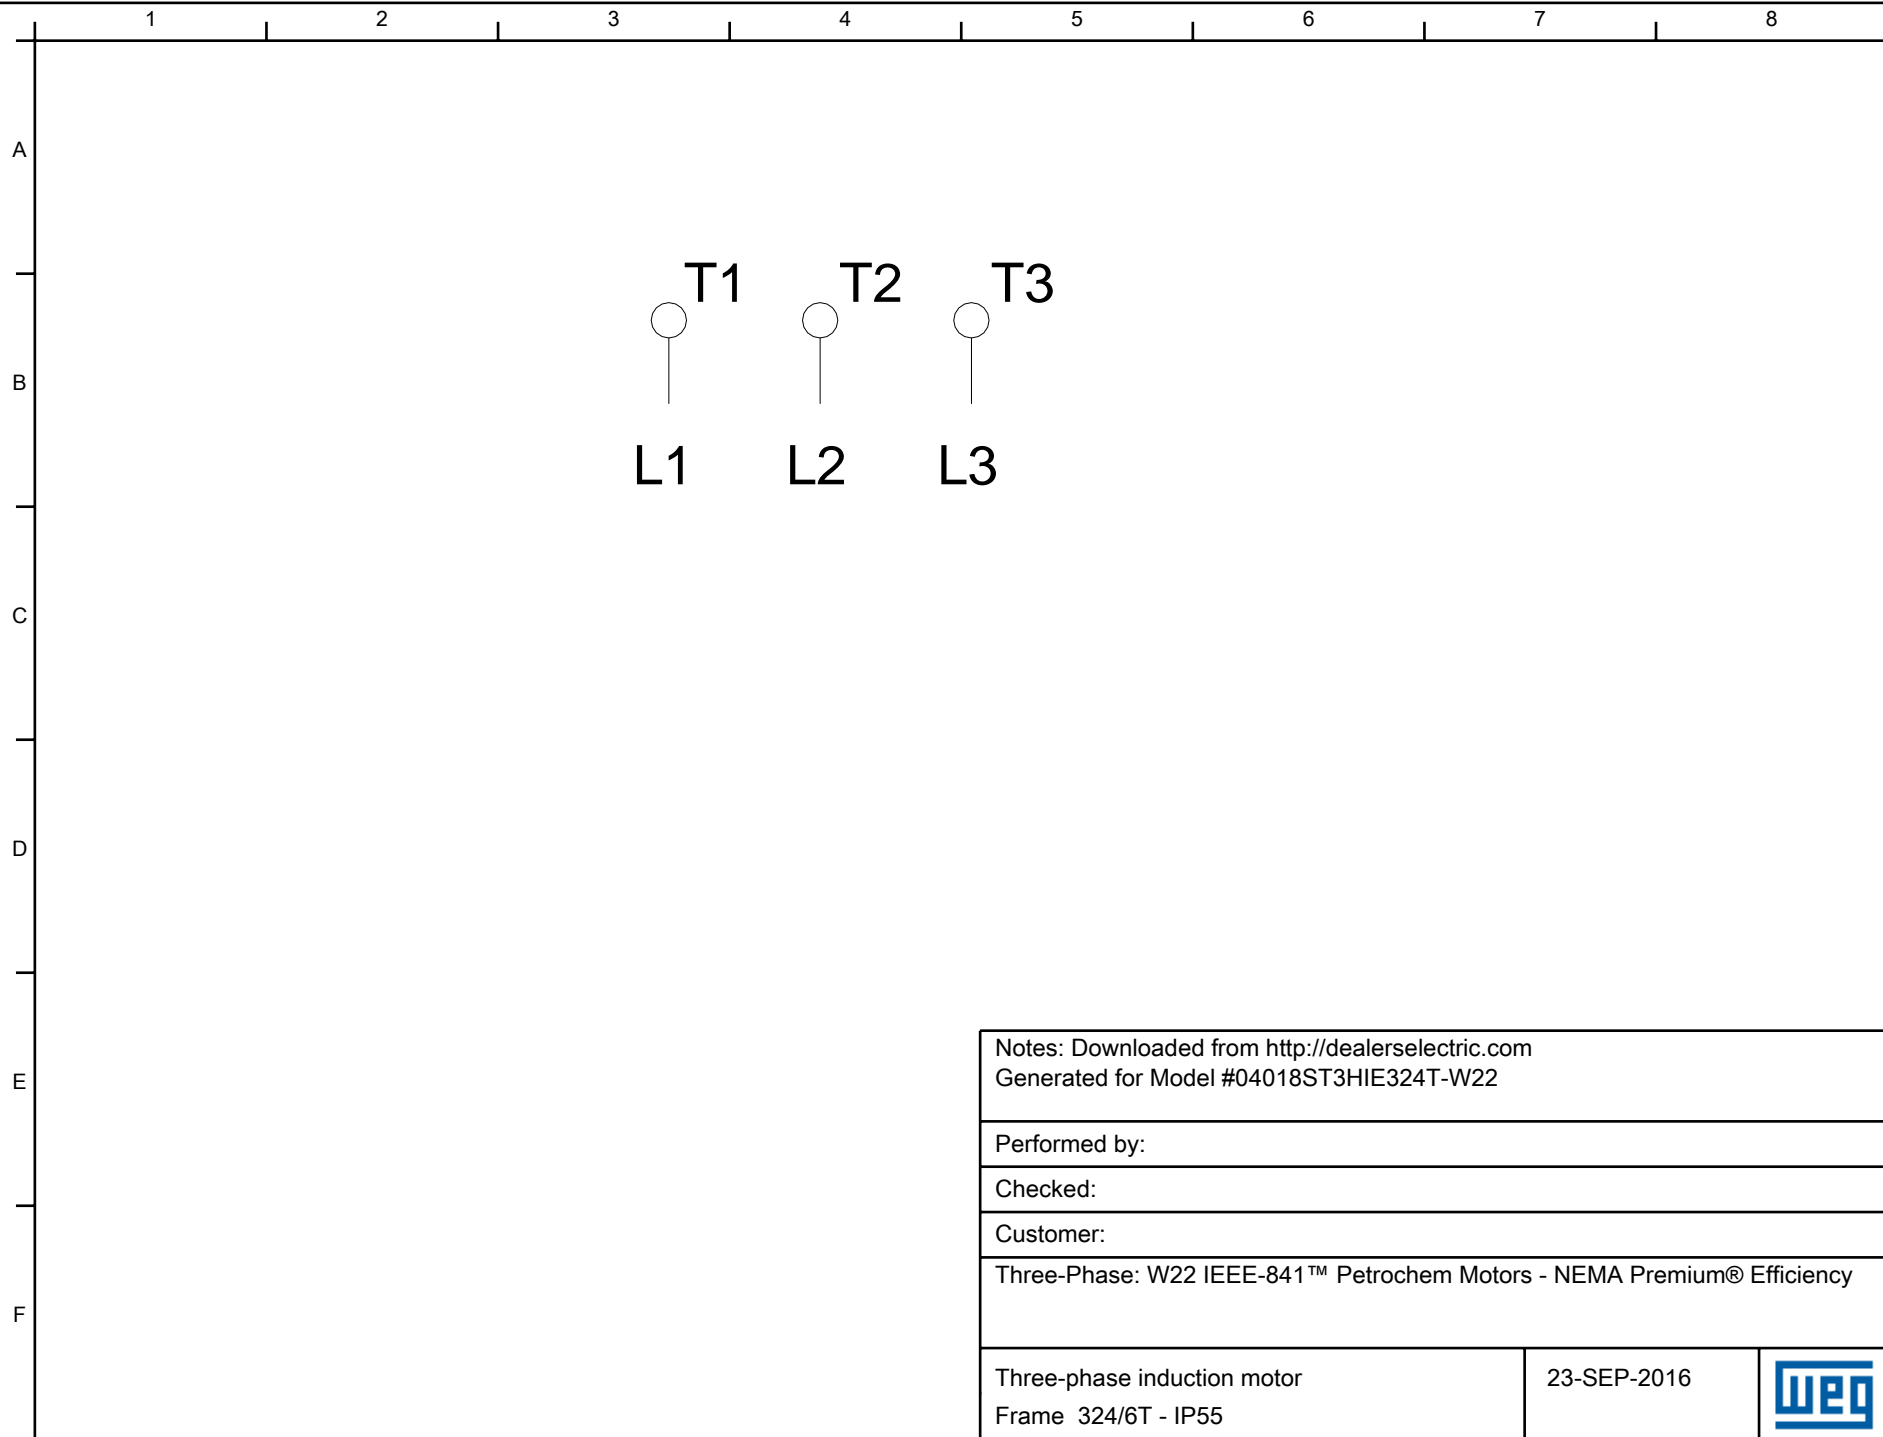 1 2 3 4 5 6 7 8
A
T1 T2 T3
B
L1 L2 L3
C
D
E
Notes: Downloaded from http://dealerselectric.com
Generated for Model #04018ST3HIE324T-W22
Performed by:
Checked:
Customer:
Three-Phase: W22 IEEE-841™ Petrochem Motors - NEMA Premium® Efficiency
F
Three-phase induction motor
Frame 324/6T - IP55
23-SEP-2016
weg